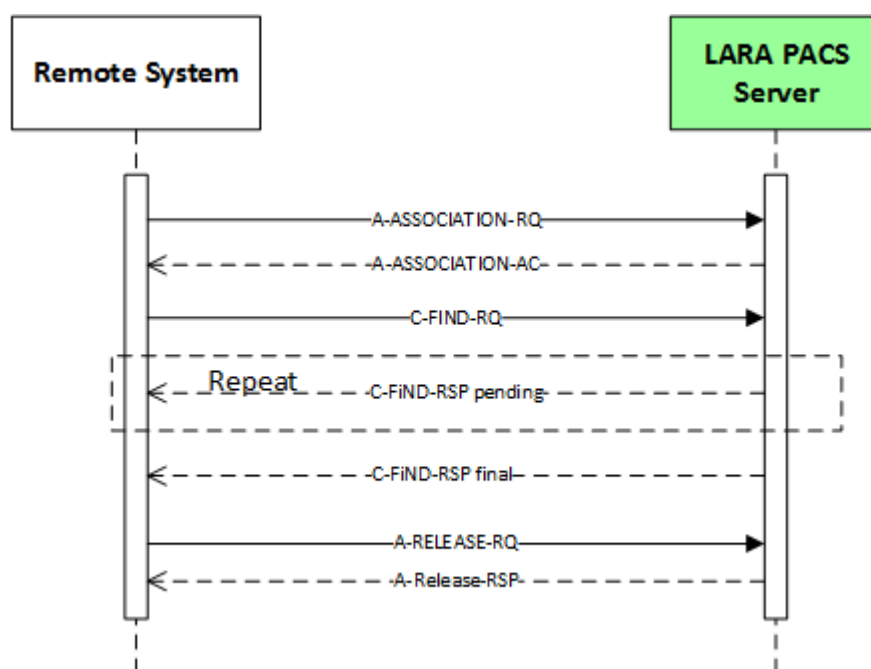 Remote System
LARA PACS
Server
A-ASSOCIATION-RQ
A-ASSOCIATION-AC
C-FIND-RQ
Repeat
C-FiND-RSP pending
C-FiND-RSP final
A-RELEASE-RQ
A-Release-RSP